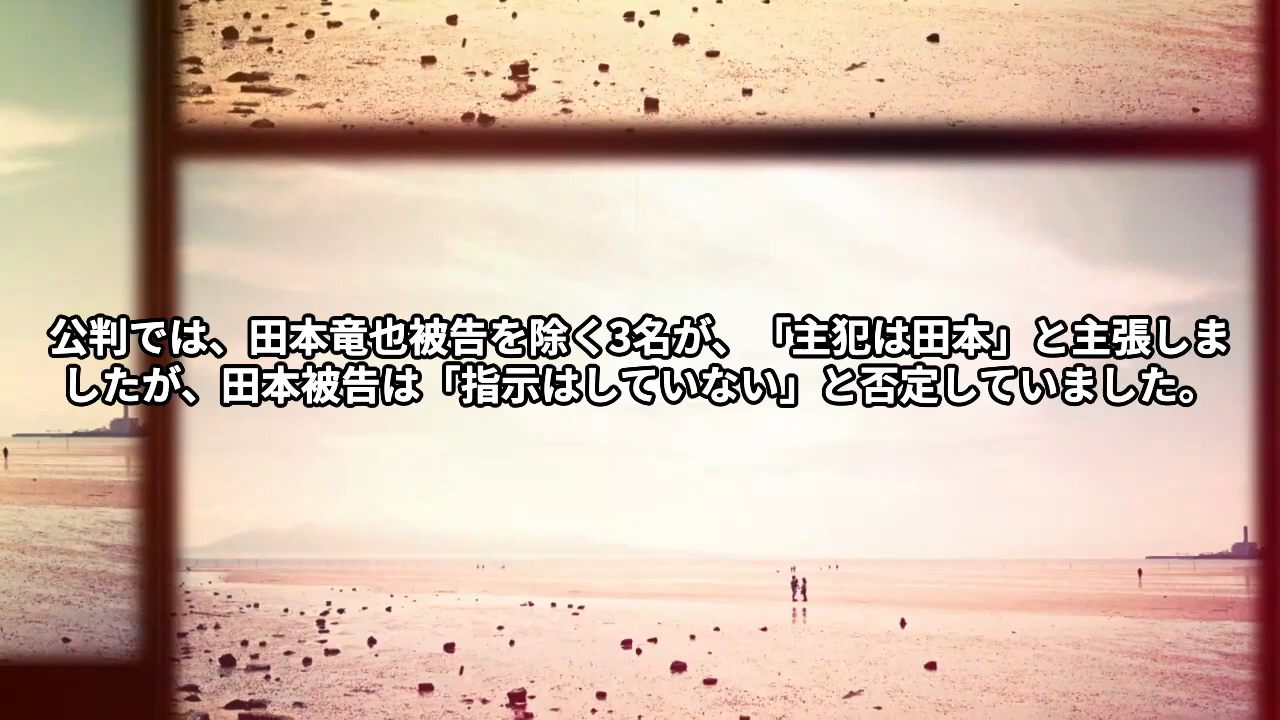 公判では、田本竜也被告を除く3名が、「主犯は田本」と主張しま
したが、田本被告は「指示はしていない」と否定していました。